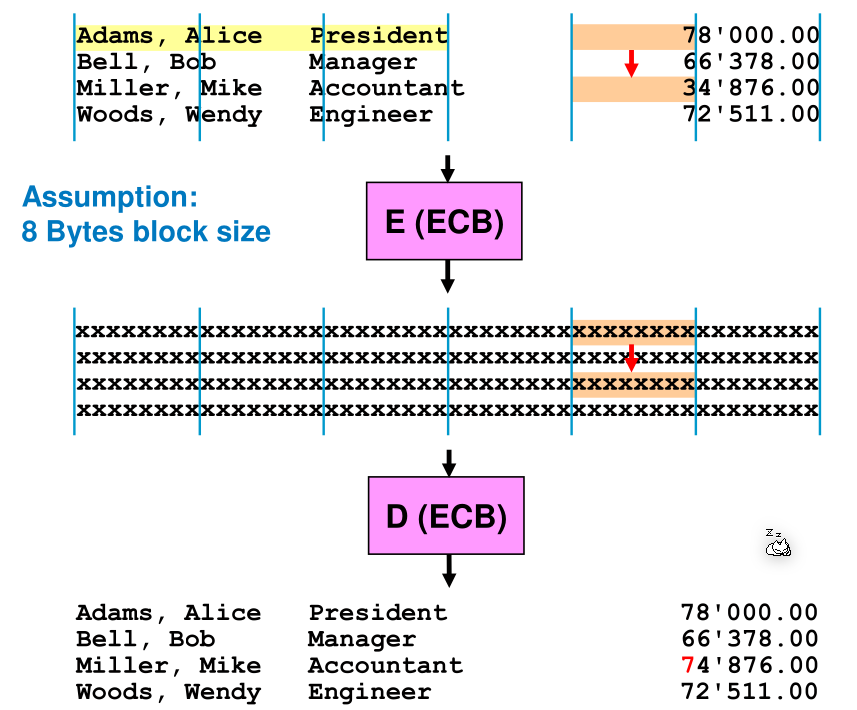 Adams, Alice   President               78'000.00
Bell, Bob      Manager                 66'378.00
Miller, Mike   Accountant              34'876.00
Woods, Wendy   Engineer                72'511.00
Assumption:
8 Bytes block size
E (ECB)
xxxxxxxxxxxxxxxxxxxxxxxxxxxxxxxxxxxxxxxxxxxxxxxx
xxxxxxxxxxxxxxxxxxxxxxxxxxxxxxxxxxxxxxxxxxxxxxxx
xxxxxxxxxxxxxxxxxxxxxxxxxxxxxxxxxxxxxxxxxxxxxxxx
xxxxxxxxxxxxxxxxxxxxxxxxxxxxxxxxxxxxxxxxxxxxxxxx
D (ECB)
z z
Adams, Alice   President               78'000.00
Bell, Bob      Manager                 66'378.00
Miller, Mike   Accountant              74'876.00
Woods, Wendy   Engineer                72'511.00